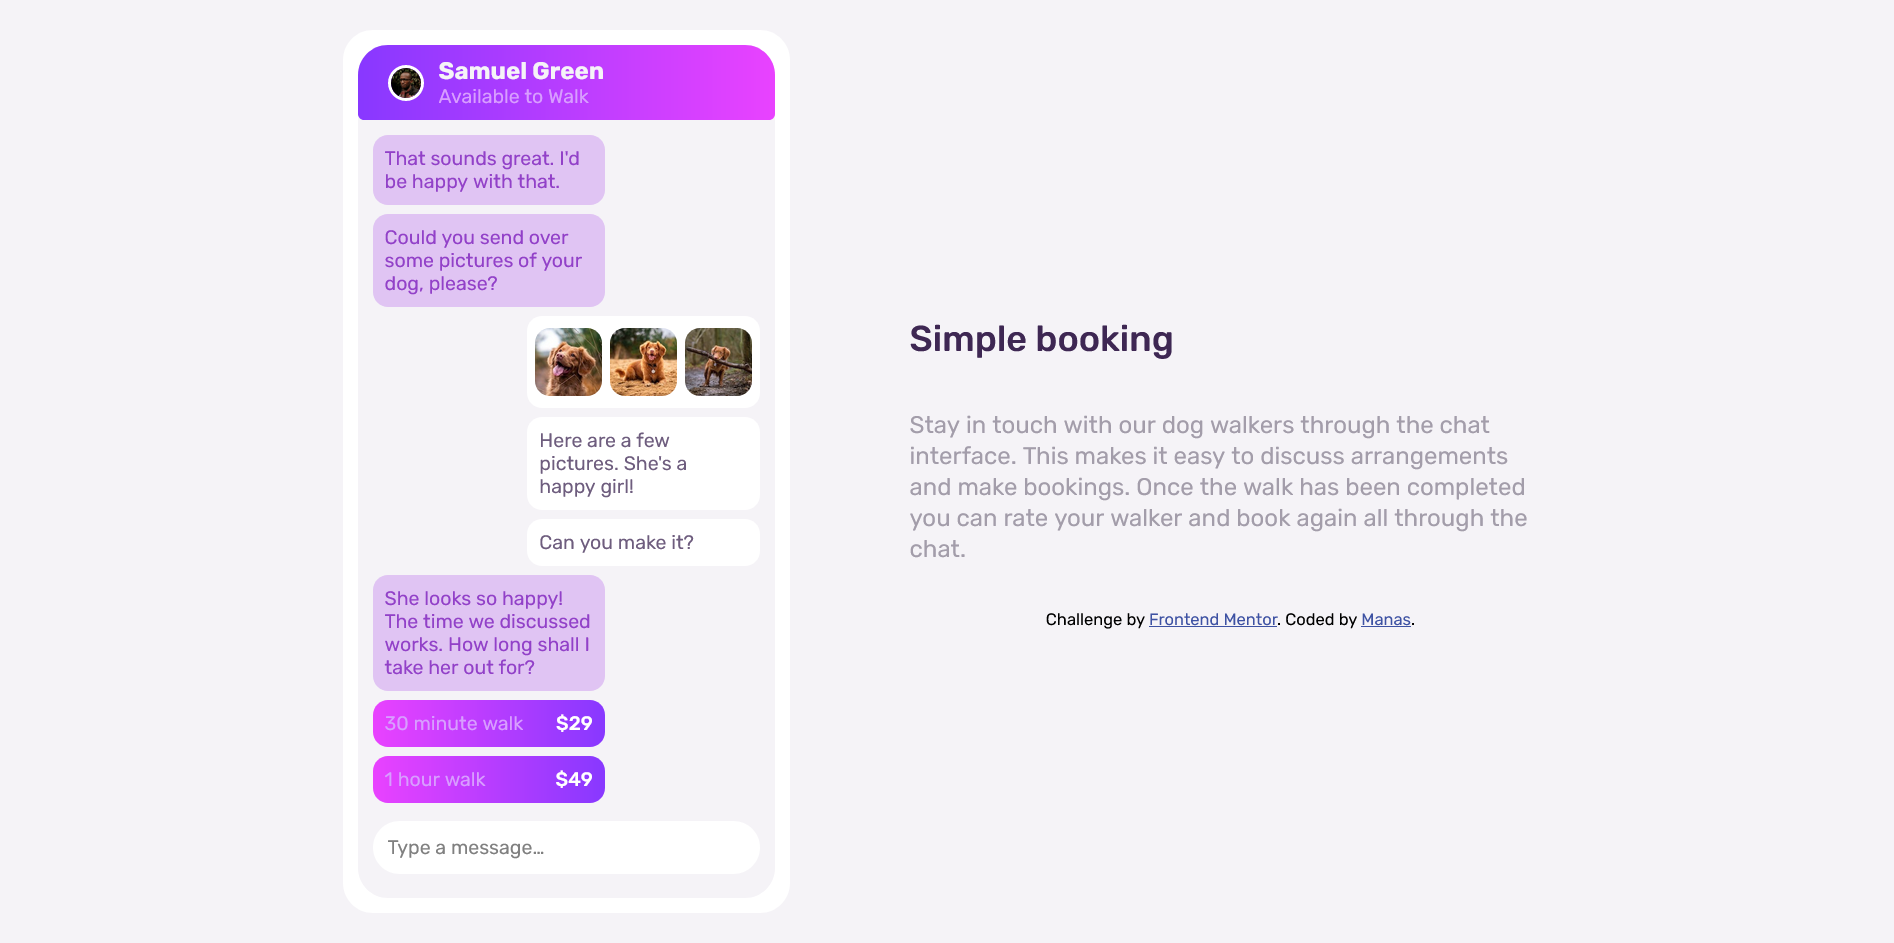 Samuel Green
Available to Walk
That sounds great. I'd
be happy with that.
Could you send over
some pictures of your
dog, please?
Here are a few
pictures. She's a
happy girl!
Can you make it?
She looks so happy!
The time we discussed
works. How long shall I
take her out for?
30 minute walk $29
1 hour walk $49
Type a message…
Simple booking
Stay in touch with our dog walkers through the chat
interface. This makes it easy to discuss arrangements
and make bookings. Once the walk has been completed
you can rate your walker and book again all through the
chat.
Challenge by Frontend Mentor. Coded by Manas.